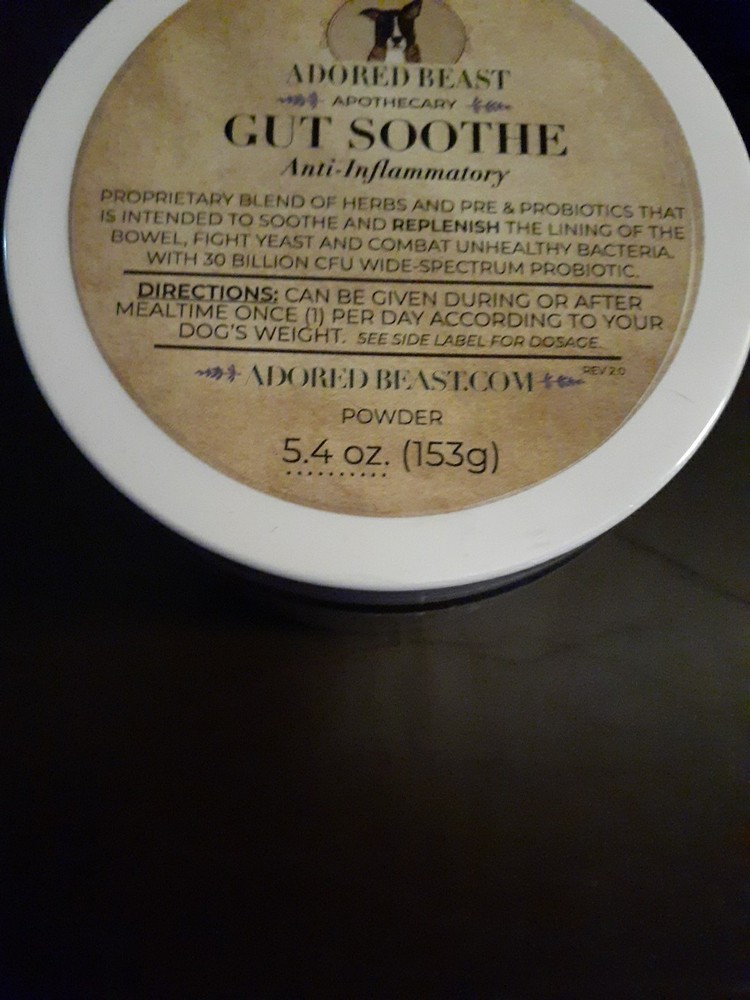 ADORED BEAST
APOTHECARY
GUT SOOTHE
Anti-Inflammatory
PROPRIETARY BLEND OF HERBS AND PRE & PROBIOTICS THAT
IS INTENDED TO SOOTHE AND REPLENISH THE LINING OF THE
BOWEL, FIGHT YEAST AND COMBAT UNHEALTHY BACTERIA.
WITH 30 BILLION CFU WIDE-SPECTRUM PROBIOTIC.
DIRECTIONS: CAN BE GIVEN DURING OR AFTER
MEALTIME ONCE (1) PER DAY ACCORDING TO YOUR
DOG'S WEIGHT. SEE SIDE LABEL FOR DOSAGE.
ADORED BEAST.COM
REV 2.0
POWDER
5.4 oz. (153g)